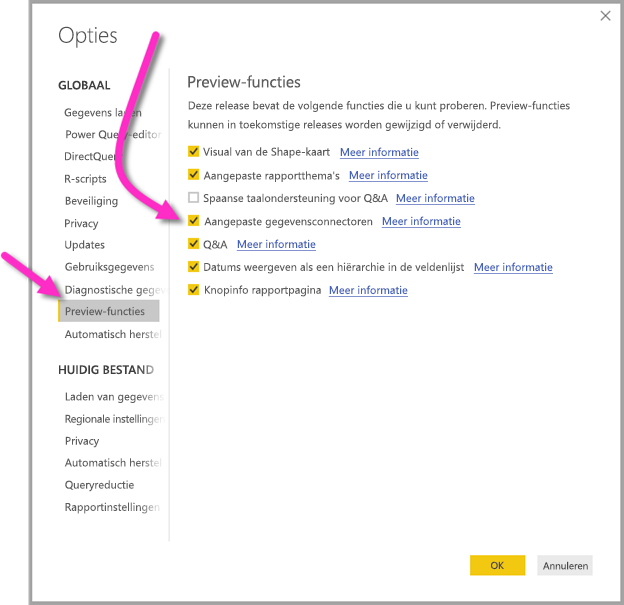 Opties
GLOBAAL
Gegevens laden
Power Query-editor
DirectQuery
R-scripts
Beveiliging
Privacy
Updates
Gebruiksgegevens
Diagnostische gegev
Preview-functies
Automatisch herstel
HUIDIG BESTAND
Laden van gegevens
Regionale instellingen
Privacy
Automatisch herstel
Queryreductie
Rapportinstellingen
Preview-functies
Deze release bevat de volgende functies die u kunt proberen. Preview-functies
kunnen in toekomstige releases worden gewijzigd of verwijderd.
Visual van de Shape-kaart Meer informatie
Aangepaste rapportthema's Meer informatie
Spaanse taalondersteuning voor Q&A Meer informatie
Aangepaste gegevensconnectoren Meer informatie
Q&A Meer informatie
Datums weergeven als een hiërarchie in de veldenlijst Meer informatie
Knopinfo rapportpagina Meer informatie
OK
Annuleren